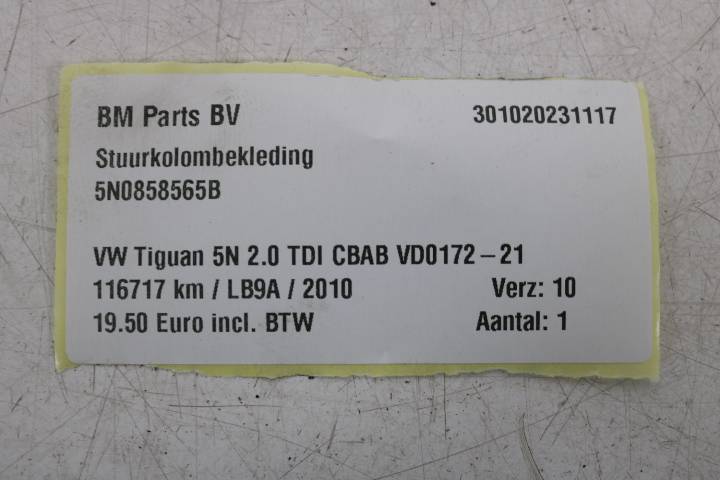 BM Parts BV 301020231117
Stuurkolombekleding
5N0858565B
VW Tiguan 5N 2.0 TDI CBAB VD0172 – 21
116717 km / LB9A / 2010 Verz: 10
19.50 Euro incl. BTW Aantal: 1